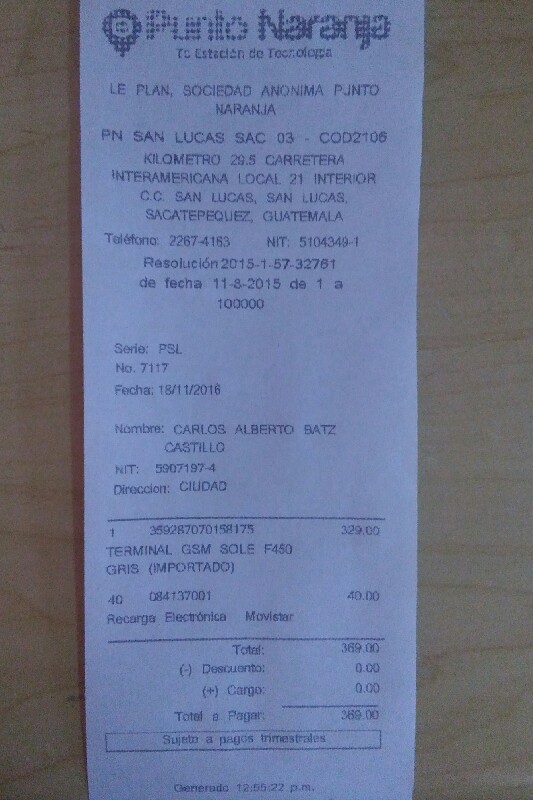 Punto Naranja
Tu Estación de Tecnología
LE PLAN, SOCIEDAD ANONIMA PUNTO
NARANJA
PN SAN LUCAS SAC 03 - COD2106
KILOMETRO 29.5 CARRETERA
INTERAMERICANA LOCAL 21 INTERIOR
C.C. SAN LUCAS, SAN LUCAS,
SACATEPEQUEZ, GUATEMALA
Teléfono: 2267-4163 NIT: 5104349-1
Resolución 2015-1-57-32761
de fecha 11-8-2015 de 1 a
100000
Serie: PSL
No. 7117
Fecha: 18/11/2016
Nombre: CARLOS ALBERTO BATZ
CASTILLO
NIT: 5907197-4
Direccion: CIUDAD
1 359287070158175 329.00
TERMINAL GSM SOLE F450
GRIS (IMPORTADO)
40 084137001 40.00
Recarga Electrónica Movistar
Total: 369.00
(-) Descuento: 0.00
(+) Cargo: 0.00
Total a Pagar: 369.00
Sujeto a pagos trimestrales
Generado 12:55:22 p.m.